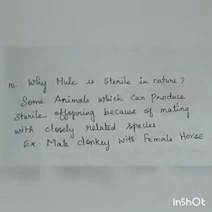 10. Why Mule is Sterile in nature?
Some Animals which can Produce
Sterile offspring because of mating
with closely related species
Ex: Male donkey with Female Horse.
InShOt